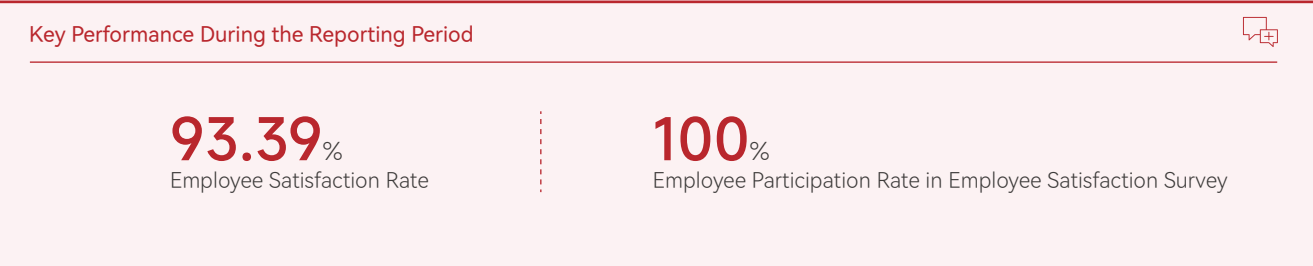 Key Performance During the Reporting Period
93.39%
Employee Satisfaction Rate
100%
Employee Participation Rate in Employee Satisfaction Survey